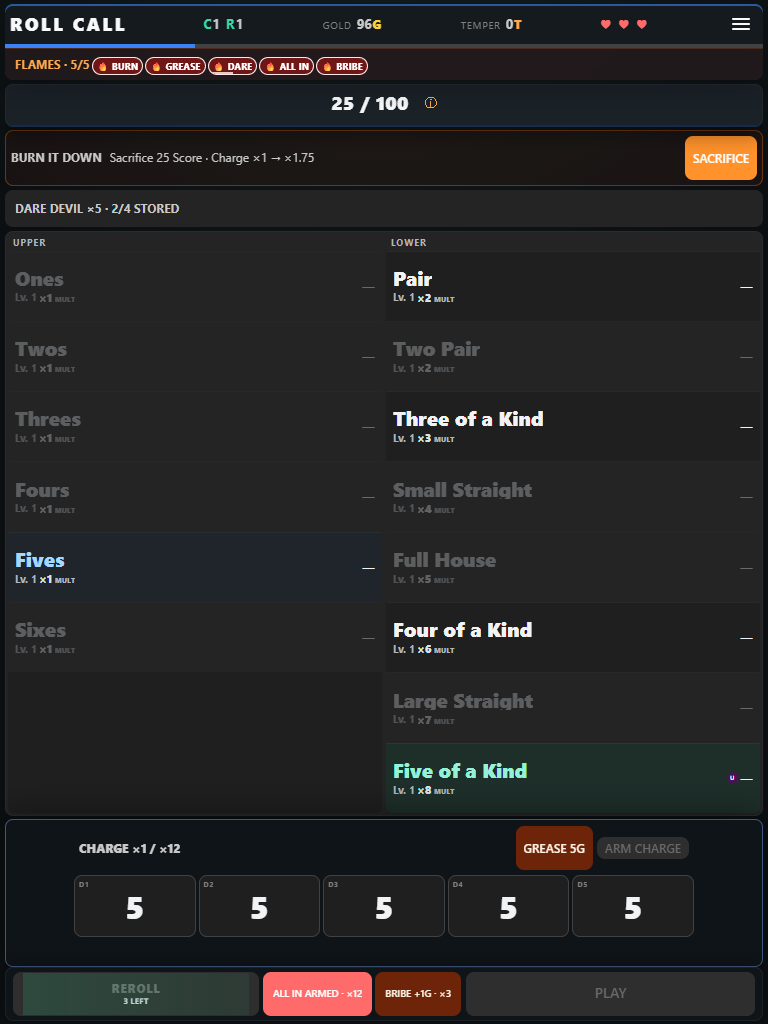 ROLL CALL C1 R1 GOLD 96G TEMPER 0T
FLAMES · 5/5 BURN GREASE DARE ALL IN BRIBE
25 / 100
BURN IT DOWN Sacrifice 25 Score · Charge ×1 → ×1.75 SACRIFICE
DARE DEVIL ×5 · 2/4 STORED
UPPER
Ones —
Lv. 1 ×1 MULT
Twos —
Lv. 1 ×1 MULT
Threes —
Lv. 1 ×1 MULT
Fours —
Lv. 1 ×1 MULT
Fives —
Lv. 1 ×1 MULT
Sixes —
Lv. 1 ×1 MULT
LOWER
Pair —
Lv. 1 ×2 MULT
Two Pair —
Lv. 1 ×2 MULT
Three of a Kind —
Lv. 1 ×3 MULT
Small Straight —
Lv. 1 ×4 MULT
Full House —
Lv. 1 ×5 MULT
Four of a Kind —
Lv. 1 ×6 MULT
Large Straight —
Lv. 1 ×7 MULT
Five of a Kind U —
Lv. 1 ×8 MULT
CHARGE ×1 / ×12 GREASE 5G ARM CHARGE
D1 D2 D3 D4 D5
5 5 5 5 5
REROLL
3 LEFT
ALL IN ARMED · ×12
BRIBE +1G · ×3
PLAY